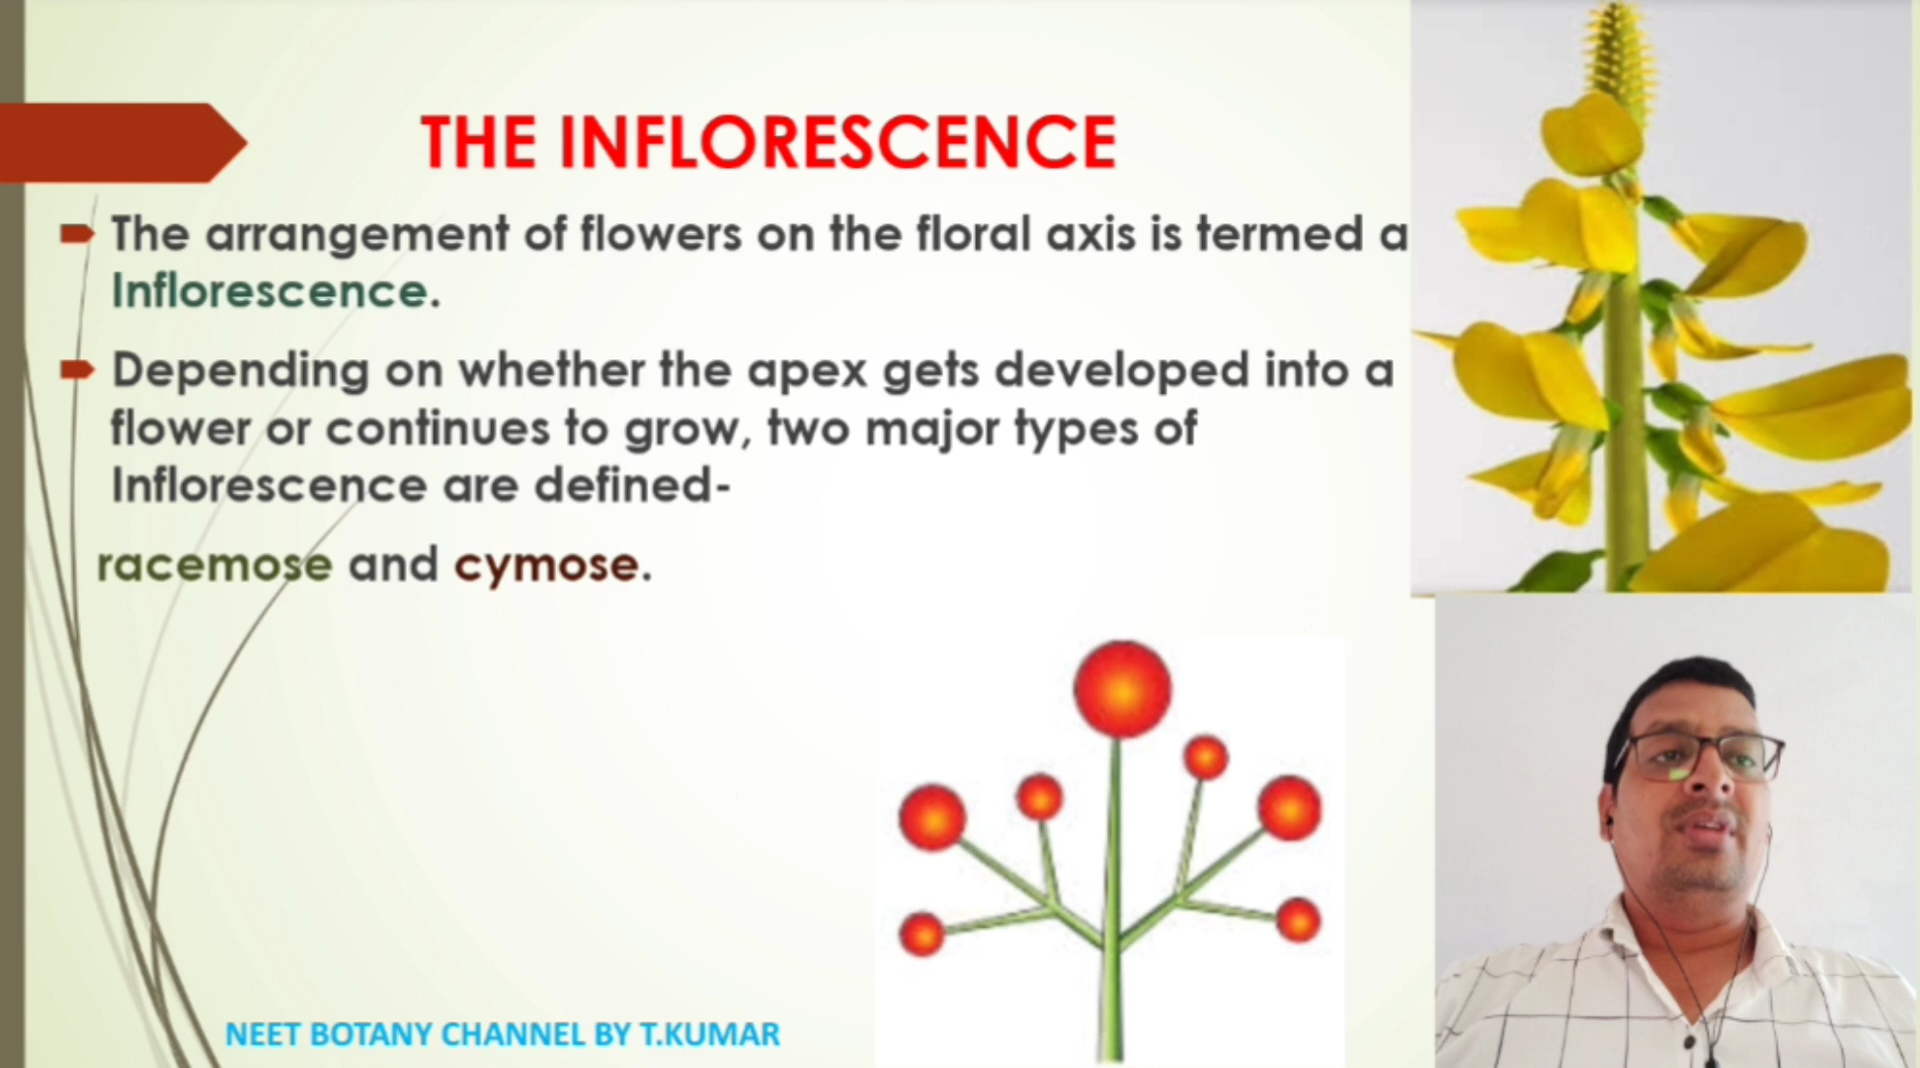 THE INFLORESCENCE
The arrangement of flowers on the floral axis is termed a
Inflorescence.
Depending on whether the apex gets developed into a
flower or continues to grow, two major types of
Inflorescence are defined-
racemose and cymose.
NEET BOTANY CHANNEL BY T.KUMAR